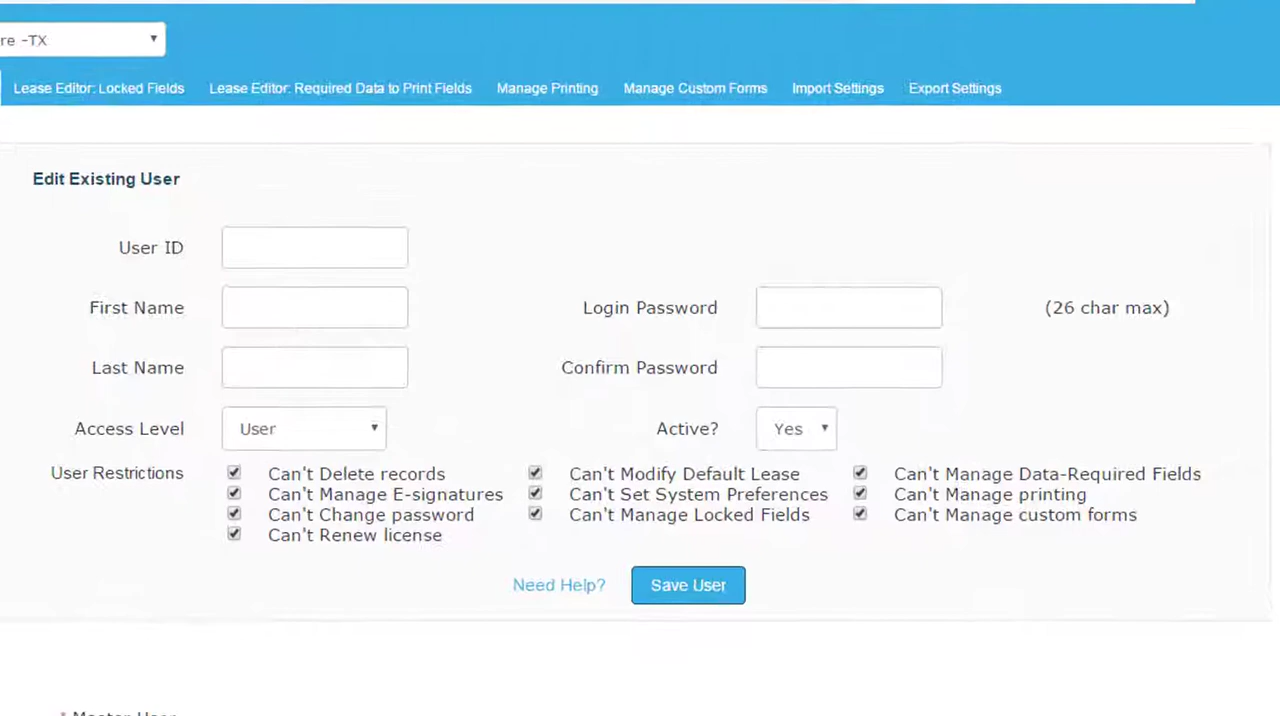 re -TX
Lease Editor: Locked Fields Lease Editor: Required Data to Print Fields Manage Printing Manage Custom Forms Import Settings Export Settings
Edit Existing User
User ID
First Name Login Password (26 char max)
Last Name Confirm Password
Access Level User Active? Yes
User Restrictions Can't Delete records Can't Modify Default Lease Can't Manage Data-Required Fields
Can't Manage E-signatures Can't Set System Preferences Can't Manage printing
Can't Change password Can't Manage Locked Fields Can't Manage custom forms
Can't Renew license
Need Help? Save User
* Master User